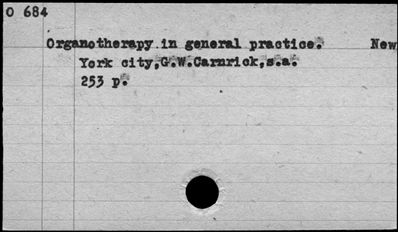 O 684
Organotherapy in general practice. New
York city,G.W.Carnrick,s.a.
253 p.